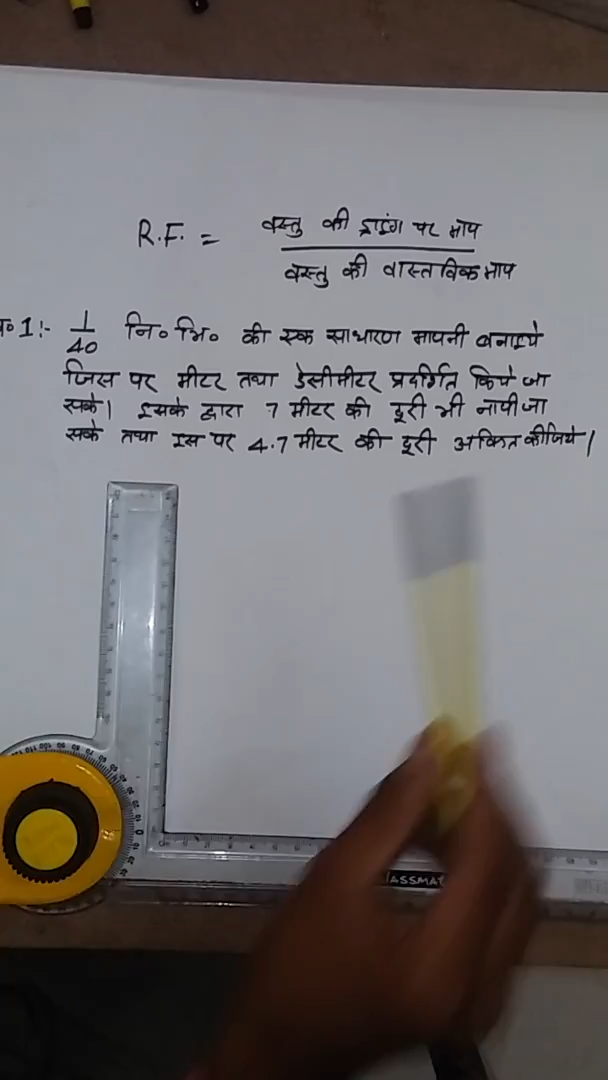 R.F. = वस्तु की ड्राइंग पर माप
वस्तु की वास्तविक माप
1:- 1/40 नि० भि० की एक साधारण मापनी बनाइये
जिस पर मीटर तथा डेसीमीटर प्रदर्शित किये जा
सके। इसके द्वारा 7 मीटर की दूरी भी नापी जा
सके तथा इस पर 4.7 मीटर की दूरी अंकित कीजिये।